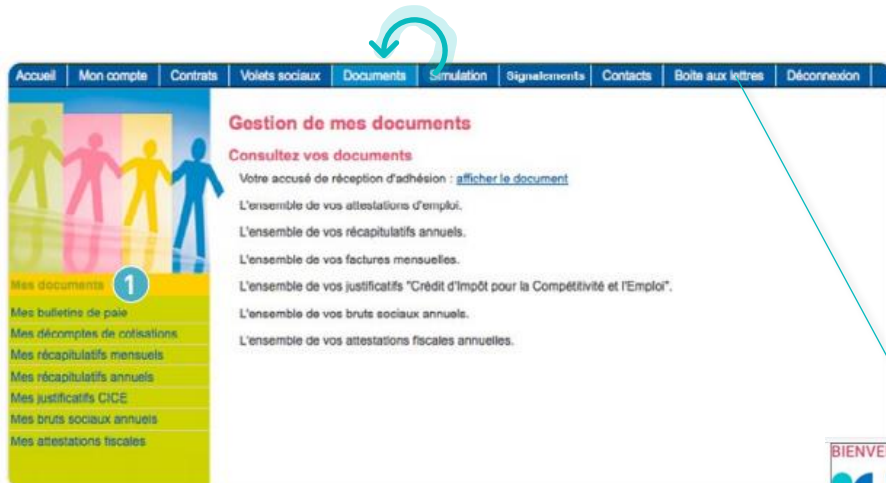 Accueil
Mon compte
Contrats
Volets sociaux
Documents
Simulation
Signalements
Contacts
Boite aux lettres
Déconnexion
Gestion de mes documents
Consultez vos documents
Votre accusé de réception d'adhésion : afficher le document
L'ensemble de vos attestations d'emploi.
L'ensemble de vos récapitulatifs annuels.
L'ensemble de vos factures mensuelles.
L'ensemble de vos justificatifs "Crédit d'Impôt pour la Compétitivité et l'Emploi".
L'ensemble de vos bruts sociaux annuels.
L'ensemble de vos attestations fiscales annuelles.
Mes documents
1
Mes bulletins de paie
Mes décomptes de cotisations
Mes récapitulatifs mensuels
Mes récapitulatifs annuels
Mes justificatifs CICE
Mes bruts sociaux annuels
Mes attestations fiscales
BIENVE